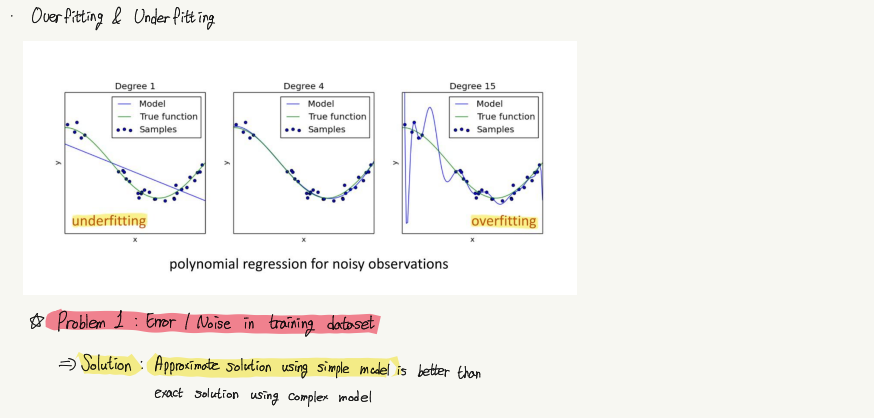 · Overfitting & Underfitting
Degree 1
Model
True function
Samples
y
underfitting
x
Degree 4
Model
True function
Samples
y
x
Degree 15
Model
True function
Samples
y
overfitting
x
polynomial regression for noisy observations
☆ Problem 1 : Error / Noise in training dataset
⇒ Solution : Approximate solution using simple model is better than
exact solution using complex model